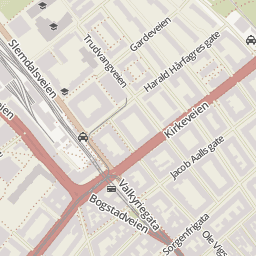 Slemdalsveien
Gardeveien
Trudvangveien
Harald Hårfagres gate
Kirkeveien
Jacob Aalls gate
Valkyriegata
Bogstadveien
Sorgenfrigata
Ole Vigs